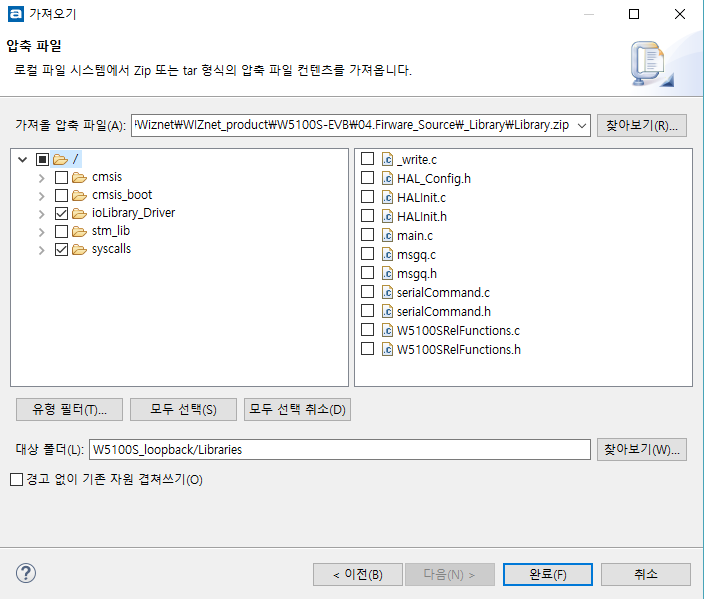 가져오기
압축 파일
로컬 파일 시스템에서 Zip 또는 tar 형식의 압축 파일 컨텐츠를 가져옵니다.
가져올 압축 파일(A): Wiznet₩WIZnet_product₩W5100S-EVB₩04.Firware_Source₩_Library₩Library.zip 찾아보기(R)...
/
cmsis
cmsis_boot
ioLibrary_Driver
stm_lib
syscalls
_write.c
HAL_Config.h
HALInit.c
HALInit.h
main.c
msgq.c
msgq.h
serialCommand.c
serialCommand.h
W5100SRelFunctions.c
W5100SRelFunctions.h
유형 필터(T)... 모두 선택(S) 모두 선택 취소(D)
대상 폴더(L): W5100S_loopback/Libraries 찾아보기(W)...
경고 없이 기존 자원 겹쳐쓰기(O)
< 이전(B) 다음(N) > 완료(F) 취소